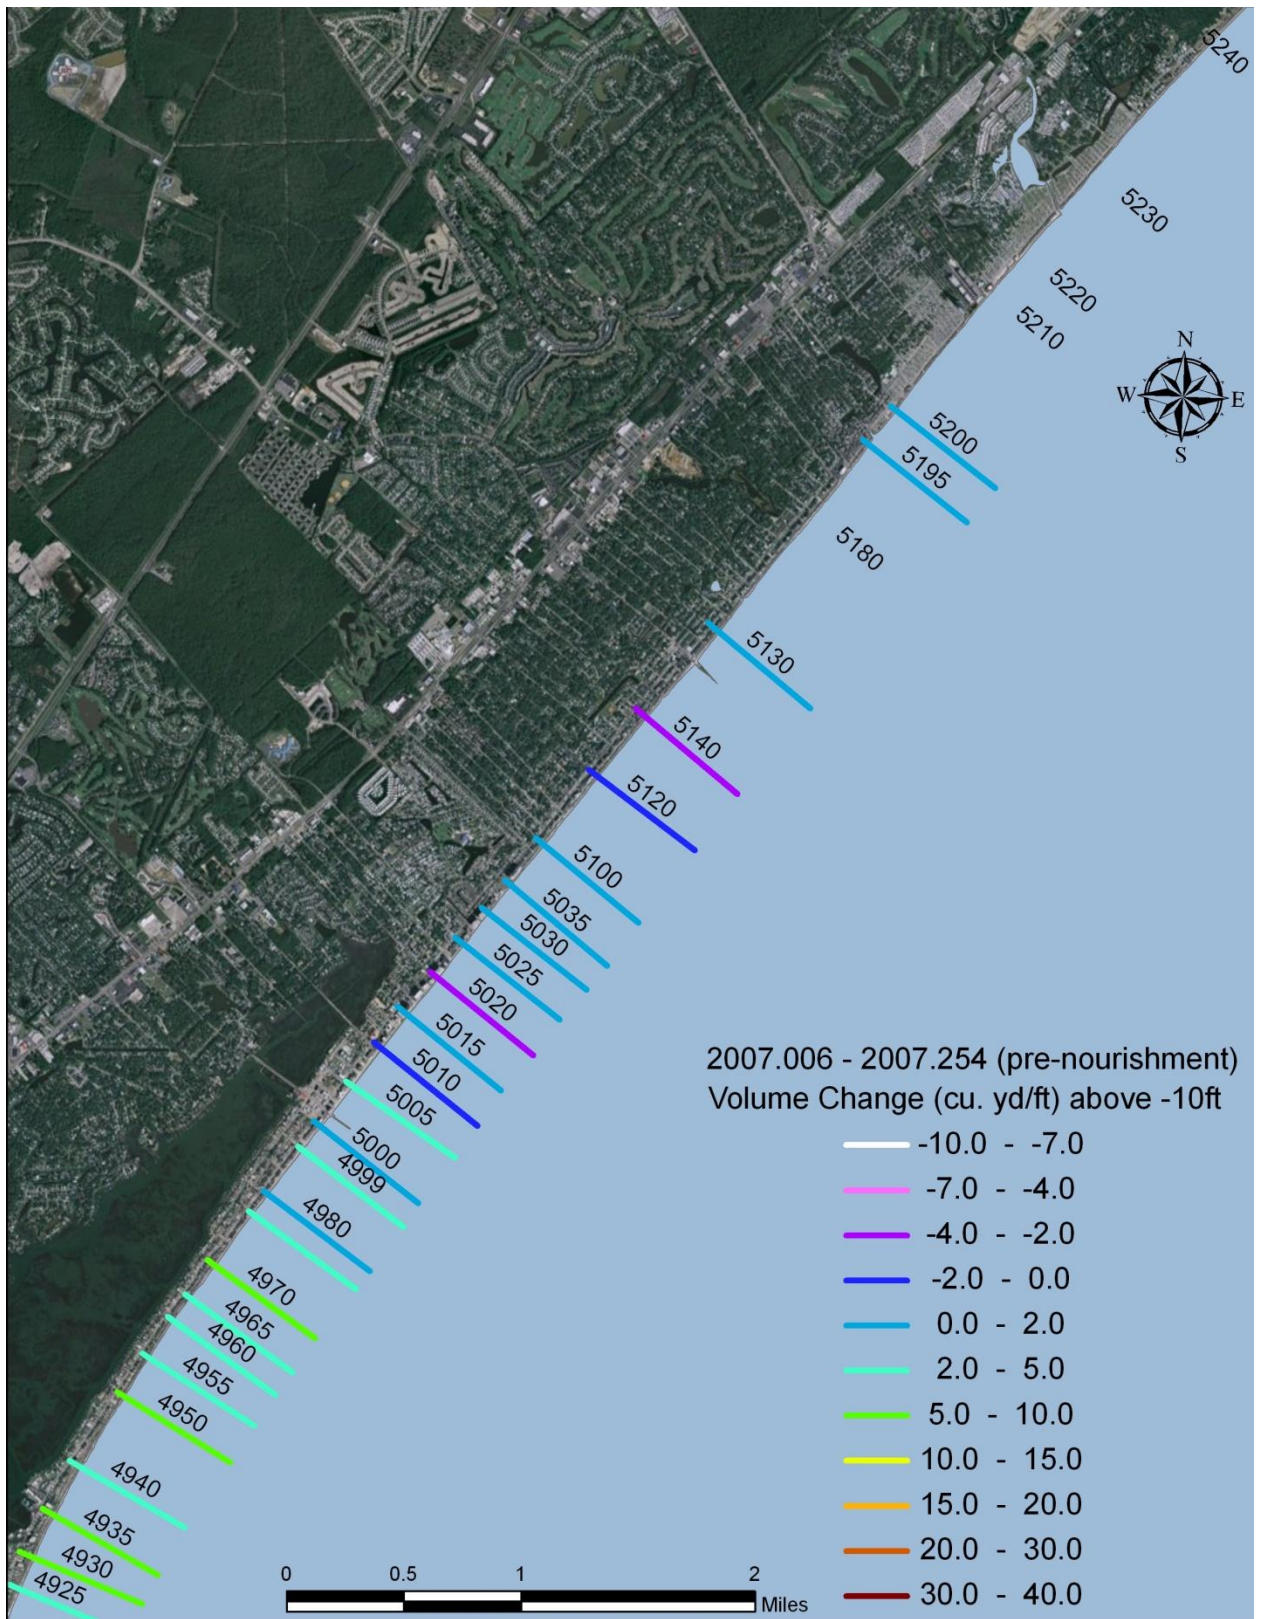 5240
5230
5220
5210
N
W E
S
5200
5195
5180
5130
5140
5120
5100
5035
5030
5025
5020
5015
5010
5005
5000
4999
4980
4970
4965
4960
4955
4950
4940
4935
4930
4925
2007.006 - 2007.254 (pre-nourishment)
Volume Change (cu. yd/ft) above -10ft
-10.0 - -7.0
-7.0 - -4.0
-4.0 - -2.0
-2.0 - 0.0
0.0 - 2.0
2.0 - 5.0
5.0 - 10.0
10.0 - 15.0
15.0 - 20.0
20.0 - 30.0
30.0 - 40.0
0 0.5 1 2
Miles